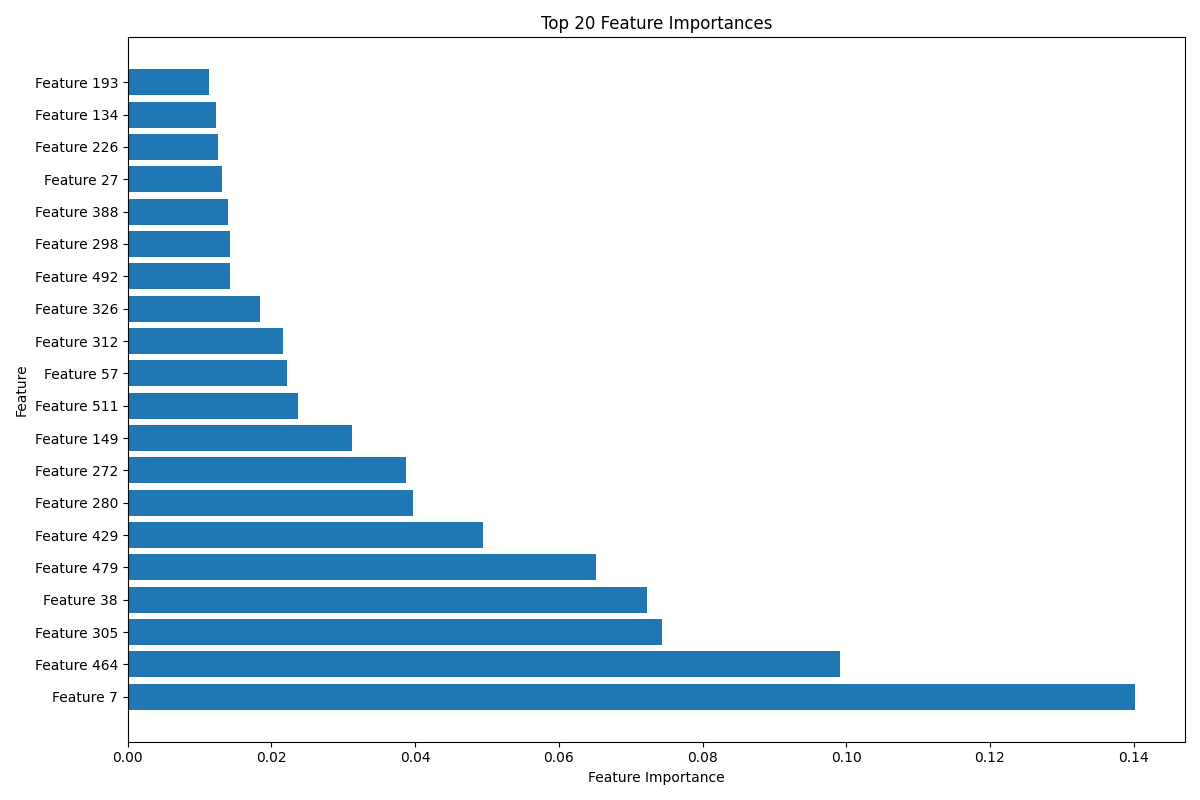 Top 20 Feature Importances
Feature 193
Feature 134
Feature 226
Feature 27
Feature 388
Feature 298
Feature 492
Feature 326
Feature 312
Feature 57
Feature 511
Feature 149
Feature 272
Feature 280
Feature 429
Feature 479
Feature 38
Feature 305
Feature 464
Feature 7
Feature
0.00 0.02 0.04 0.06 0.08 0.10 0.12 0.14
Feature Importance